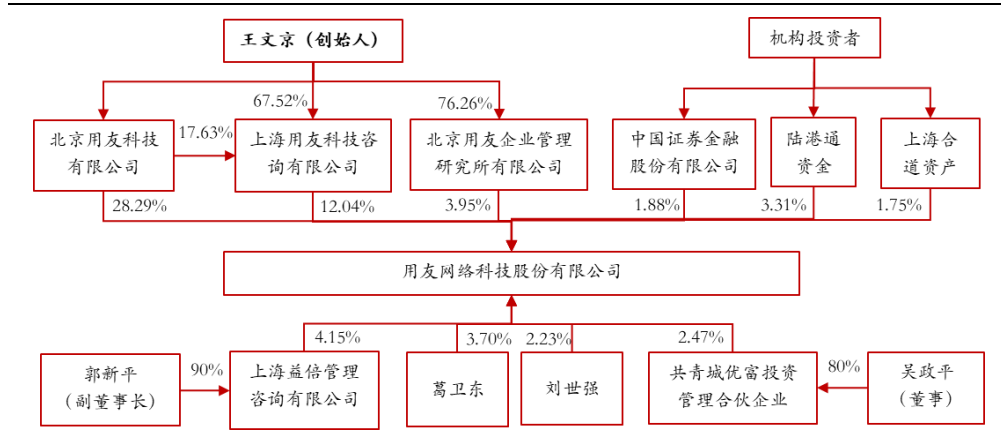 王文京（创始人）
机构投资者
67.52%
76.26%
北京用友科技
有限公司
17.63%
上海用友科技咨
询有限公司
北京用友企业管理
研究所有限公司
中国证券金融
股份有限公司
陆港通
资金
上海合
道资产
28.29%
12.04%
3.95%
1.88%
3.31%
1.75%
用友网络科技股份有限公司
4.15%
3.70%
2.23%
2.47%
郭新平
（副董事长）
90%
上海益倍管理
咨询有限公司
葛卫东
刘世强
共青城优富投资
管理合伙企业
80%
吴政平
（董事）